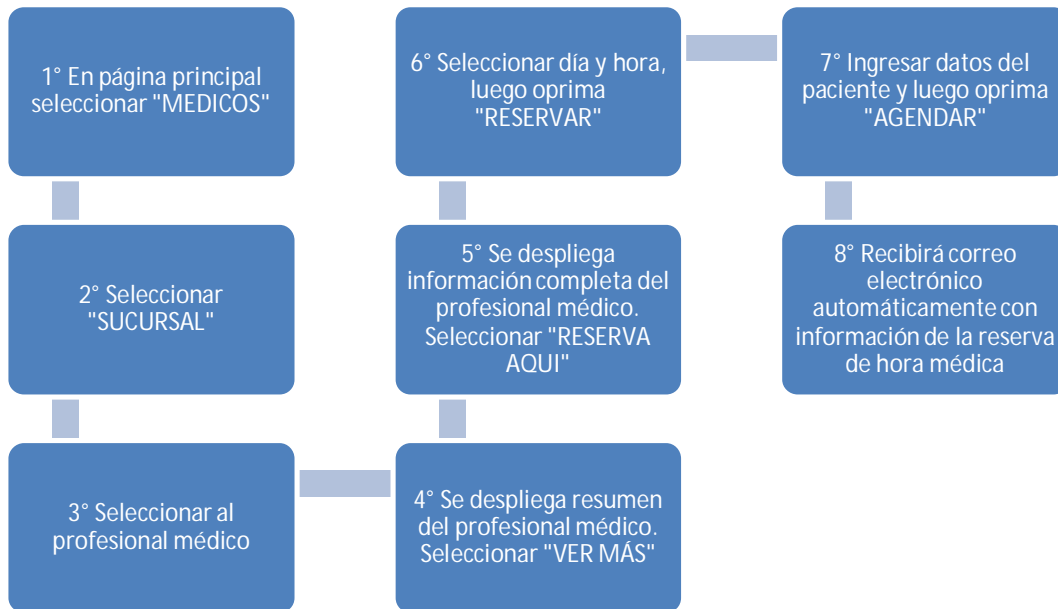 1° En página principal
seleccionar "MEDICOS"
2° Seleccionar
"SUCURSAL"
3° Seleccionar al
profesional médico
4° Se despliega resumen
del profesional médico.
Seleccionar "VER MÁS"
5° Se despliega
información completa del
profesional médico.
Seleccionar "RESERVA
AQUI"
6° Seleccionar día y hora,
luego oprima
"RESERVAR"
7° Ingresar datos del
paciente y luego oprima
"AGENDAR"
8° Recibirá correo
electrónico
automáticamente con
información de la reserva
de hora médica